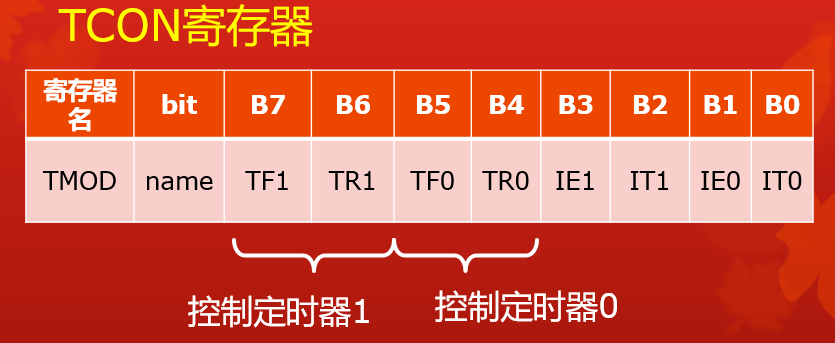 TCON寄存器
寄存器名 bit B7 B6 B5 B4 B3 B2 B1 B0
TMOD name TF1 TR1 TF0 TR0 IE1 IT1 IE0 IT0
控制定时器1 控制定时器0